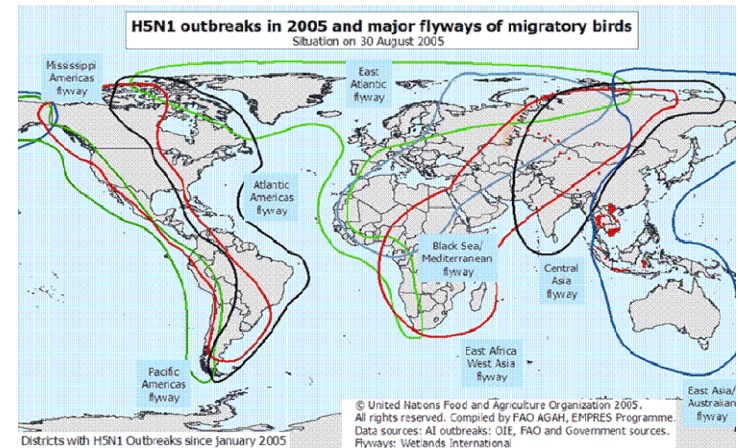 H5N1 outbreaks in 2005 and major flyways of migratory birds
Situation on 30 August 2005
Mississippi
Americas
flyway
East
Atlantic
flyway
Atlantic
Americas
flyway
Black Sea/
Mediterranean
flyway
Central
Asia
flyway
East Africa
West Asia
flyway
Pacific
Americas
flyway
East Asia/
Australian
flyway
© United Nations Food and Agriculture Organization 2005.
All rights reserved. Compiled by FAO AGAH, EMPRES Programme.
Data sources: AI outbreaks: OIE, FAO and Government sources.
Flyways: Wetlands International
Districts with H5N1 Outbreaks since January 2005